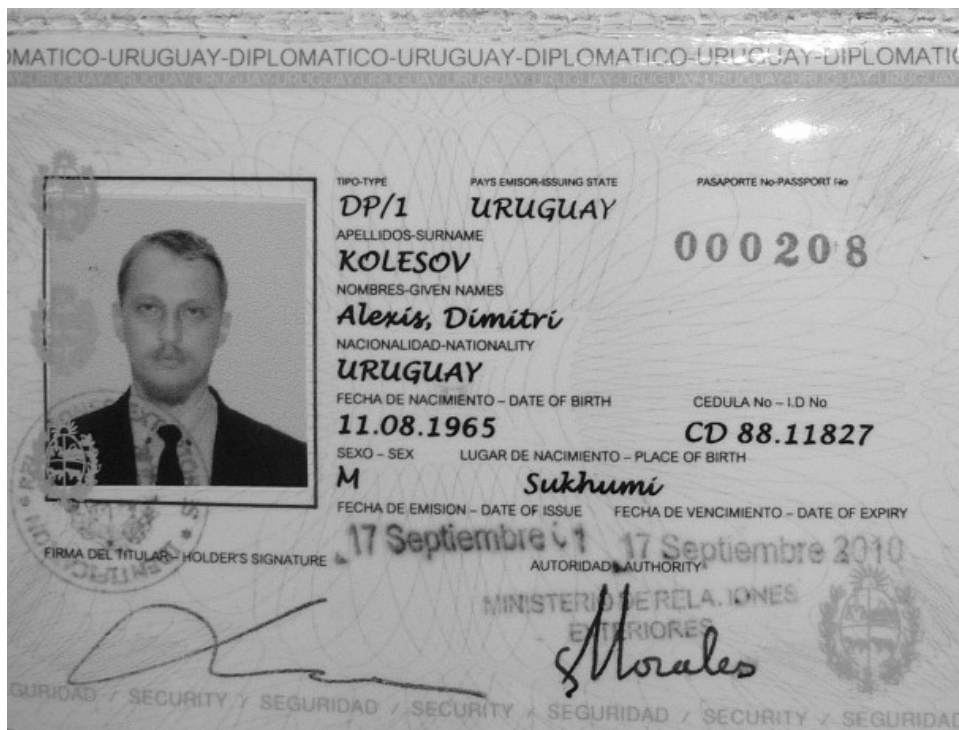 OMATICO-URUGUAY-DIPLOMATICO-URUGUAY-DIPLOMATICO-URUGUAY-DIPLOMATIC
TIPO-TYPE PAYS EMISOR-ISSUING STATE PASAPORTE No-PASSPORT No
DP/1 URUGUAY
APELLIDOS-SURNAME
000208
KOLESOV
NOMBRES-GIVEN NAMES
Alexis, Dimitri
NACIONALIDAD-NATIONALITY
URUGUAY
FECHA DE NACIMIENTO – DATE OF BIRTH CEDULA No – I.D No
11.08.1965 CD 88.11827
SEXO – SEX LUGAR DE NACIMIENTO – PLACE OF BIRTH
M Sukhumi
FECHA DE EMISION – DATE OF ISSUE FECHA DE VENCIMIENTO – DATE OF EXPIRY
17 Septiembre 17 Septiembre 2010
FIRMA DEL TITULAR – HOLDER'S SIGNATURE AUTORIDAD-AUTHORITY
MINISTERIO DE RELACIONES
EXTERIORES
Morales
GURIDAD / SECURITY / SEGURIDAD / SECURITY / SEGURIDAD / SECURITY / SEGURIDAD